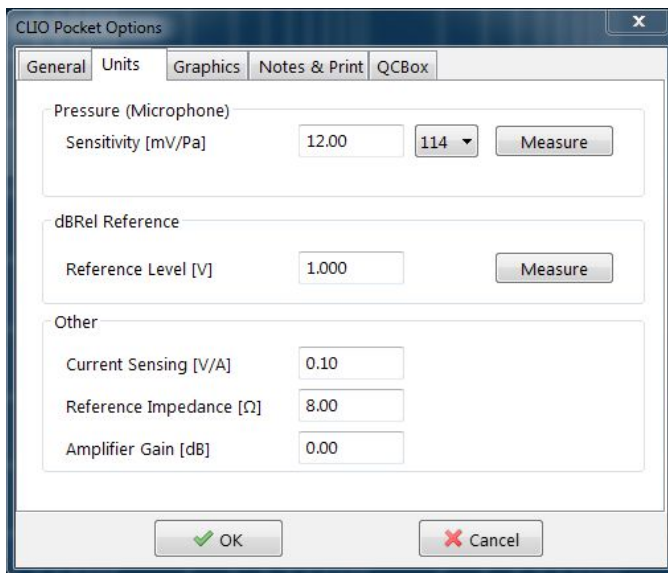 CLIO Pocket Options x
General Units Graphics Notes & Print QCBox
Pressure (Microphone)
Sensitivity [mV/Pa] 12.00 114 Measure
dBRel Reference
Reference Level [V] 1.000 Measure
Other
Current Sensing [V/A] 0.10
Reference Impedance [Ω] 8.00
Amplifier Gain [dB] 0.00
OK Cancel